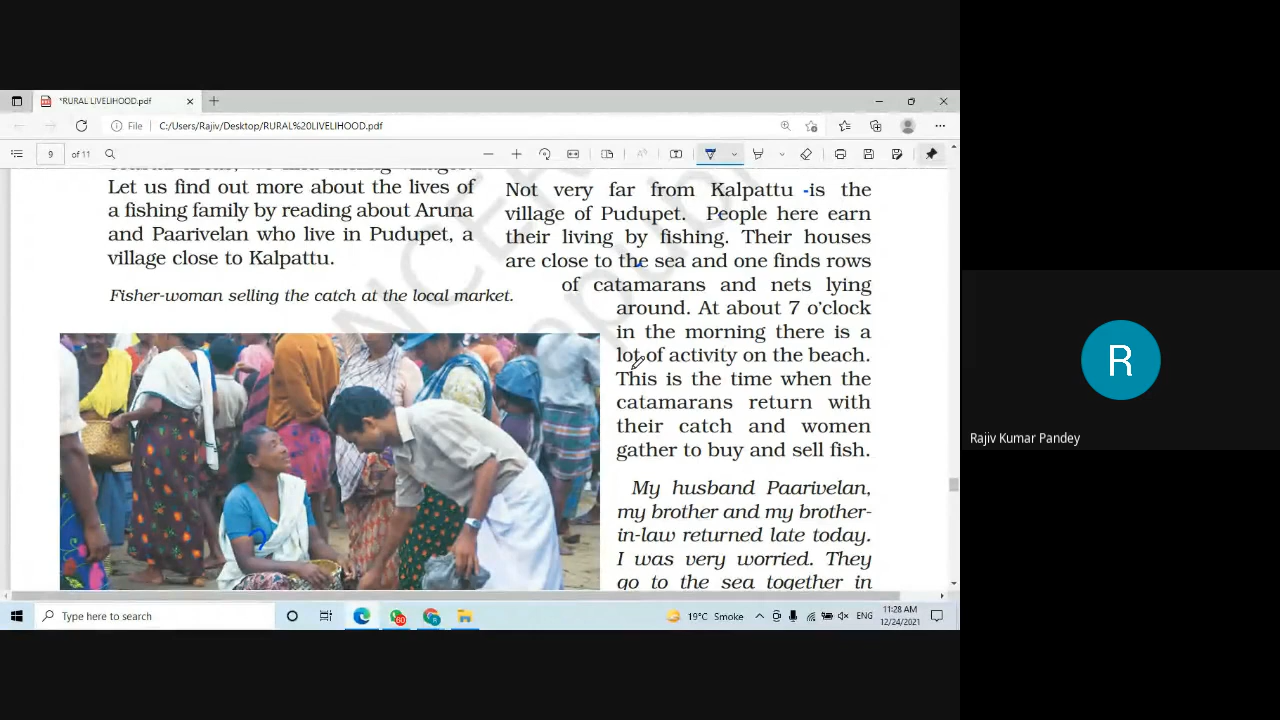 *RURAL LIVELIHOOD.pdf
File C:/Users/Rajiv/Desktop/RURAL%20LIVELIHOOD.pdf
9 of 11
Let us find out more about the lives of
a fishing family by reading about Aruna
and Paarivelan who live in Pudupet, a
village close to Kalpattu.
Fisher-woman selling the catch at the local market.
Not very far from Kalpattu is the
village of Pudupet. People here earn
their living by fishing. Their houses
are close to the sea and one finds rows
of catamarans and nets lying
around. At about 7 o'clock
in the morning there is a
lot of activity on the beach.
This is the time when the
catamarans return with
their catch and women
gather to buy and sell fish.
My husband Paarivelan,
my brother and my brother-
in-law returned late today.
I was very worried. They
go to the sea together in
R
Rajiv Kumar Pandey
Type here to search
60
19°C Smoke
ENG
11:28 AM
12/24/2021